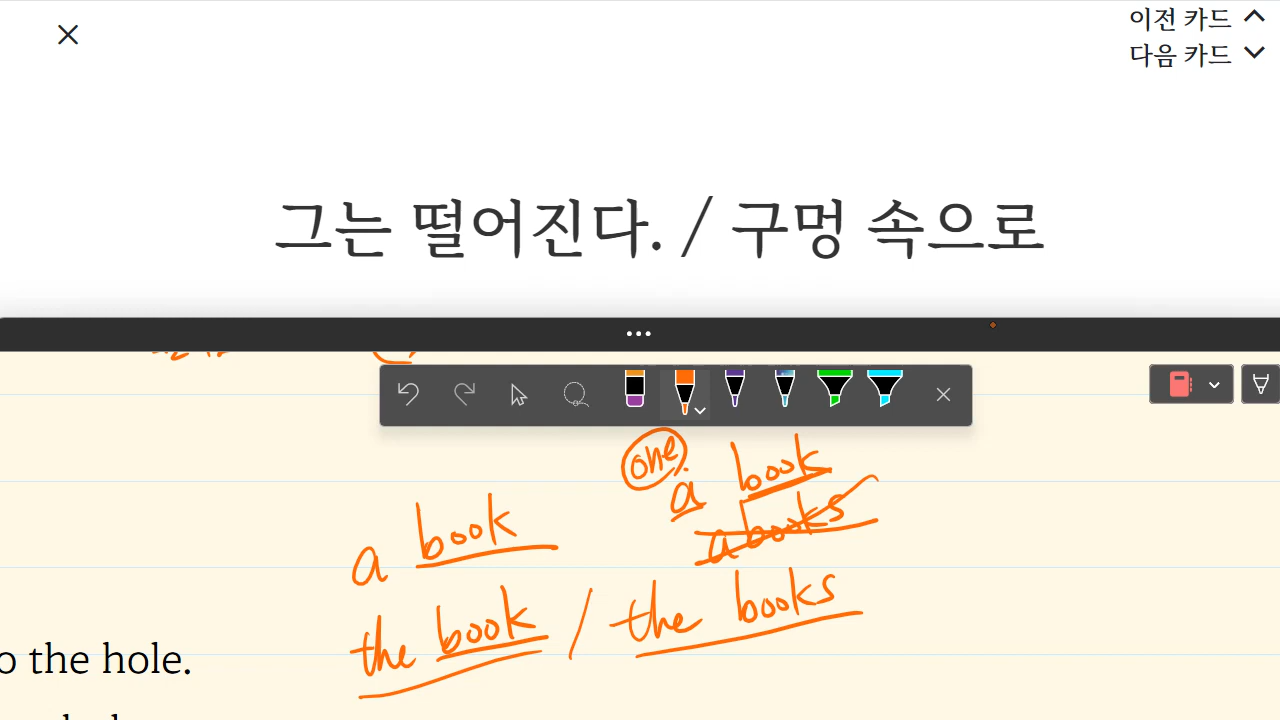 이전 카드
다음 카드
그는 떨어진다. / 구멍 속으로
one
a book
a books
a book
the book / the books
o the hole.